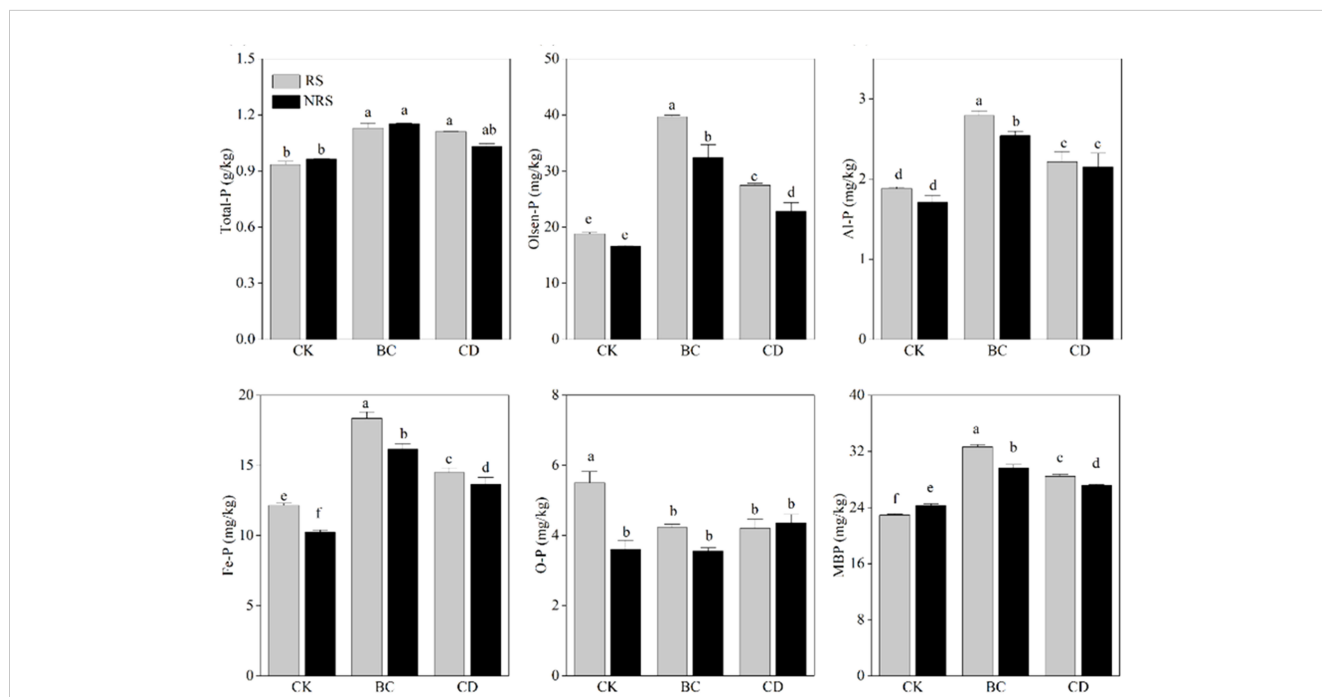 1.5
1.2
0.9
0.6
0.3
0.0
Total-P (g/kg)
RS
NRS
b b a a a ab
CK BC CD
50
40
30
20
10
0
Olsen-P (mg/kg)
e c a b c d
CK BC CD
3
2
1
0
Al-P (mg/kg)
d d a b c c
CK BC CD
20
15
10
5
0
Fe-P (mg/kg)
e f a b c d
CK BC CD
8
6
4
2
0
O-P (mg/kg)
a b b b b b
CK BC CD
40
32
24
16
8
0
MBP (mg/kg)
f e a b c d
CK BC CD